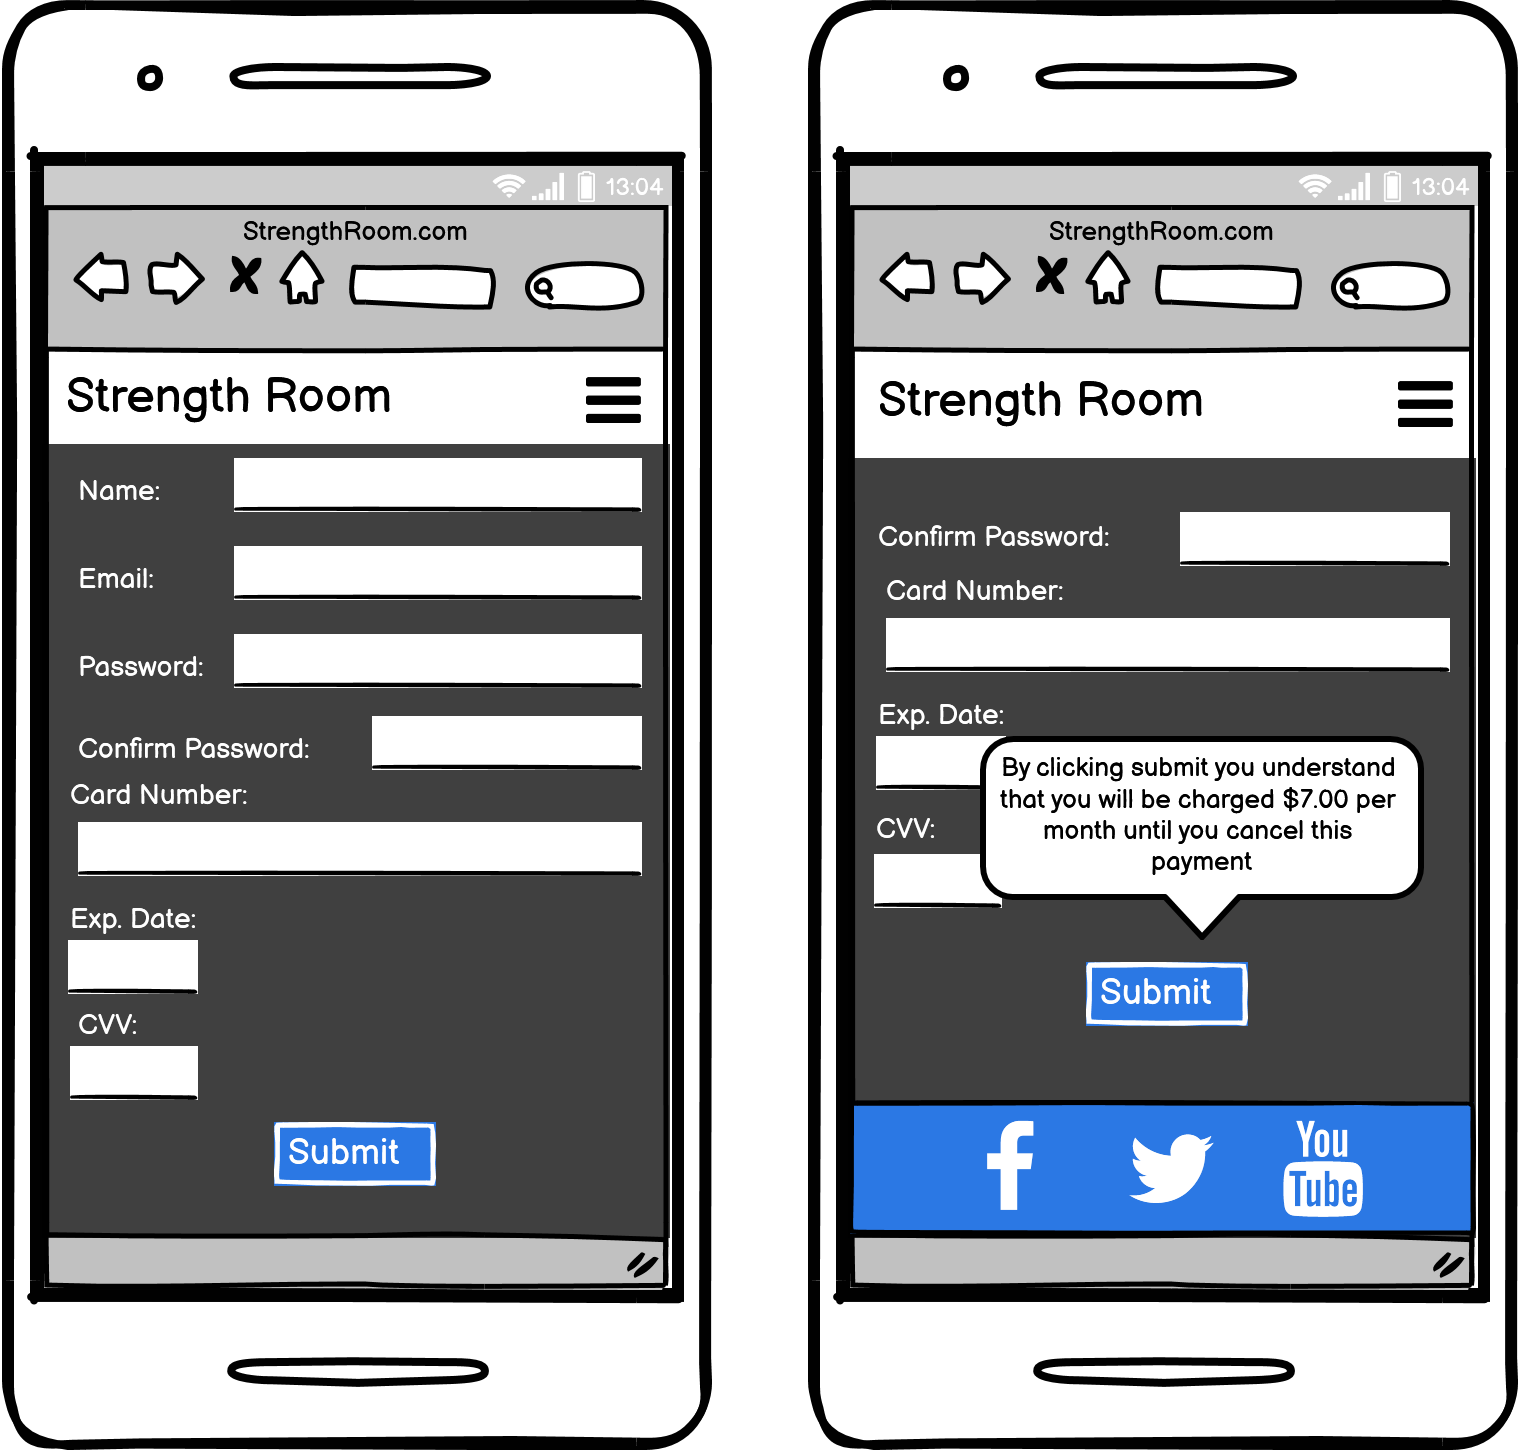 13:04
StrengthRoom.com
Strength Room
Name:
Email:
Password:
Confirm Password:
Card Number:
Exp. Date:
CVV:
Submit
13:04
StrengthRoom.com
Strength Room
Confirm Password:
Card Number:
Exp. Date:
By clicking submit you understand
that you will be charged $7.00 per
month until you cancel this
payment
CVV:
Submit
You
Tube